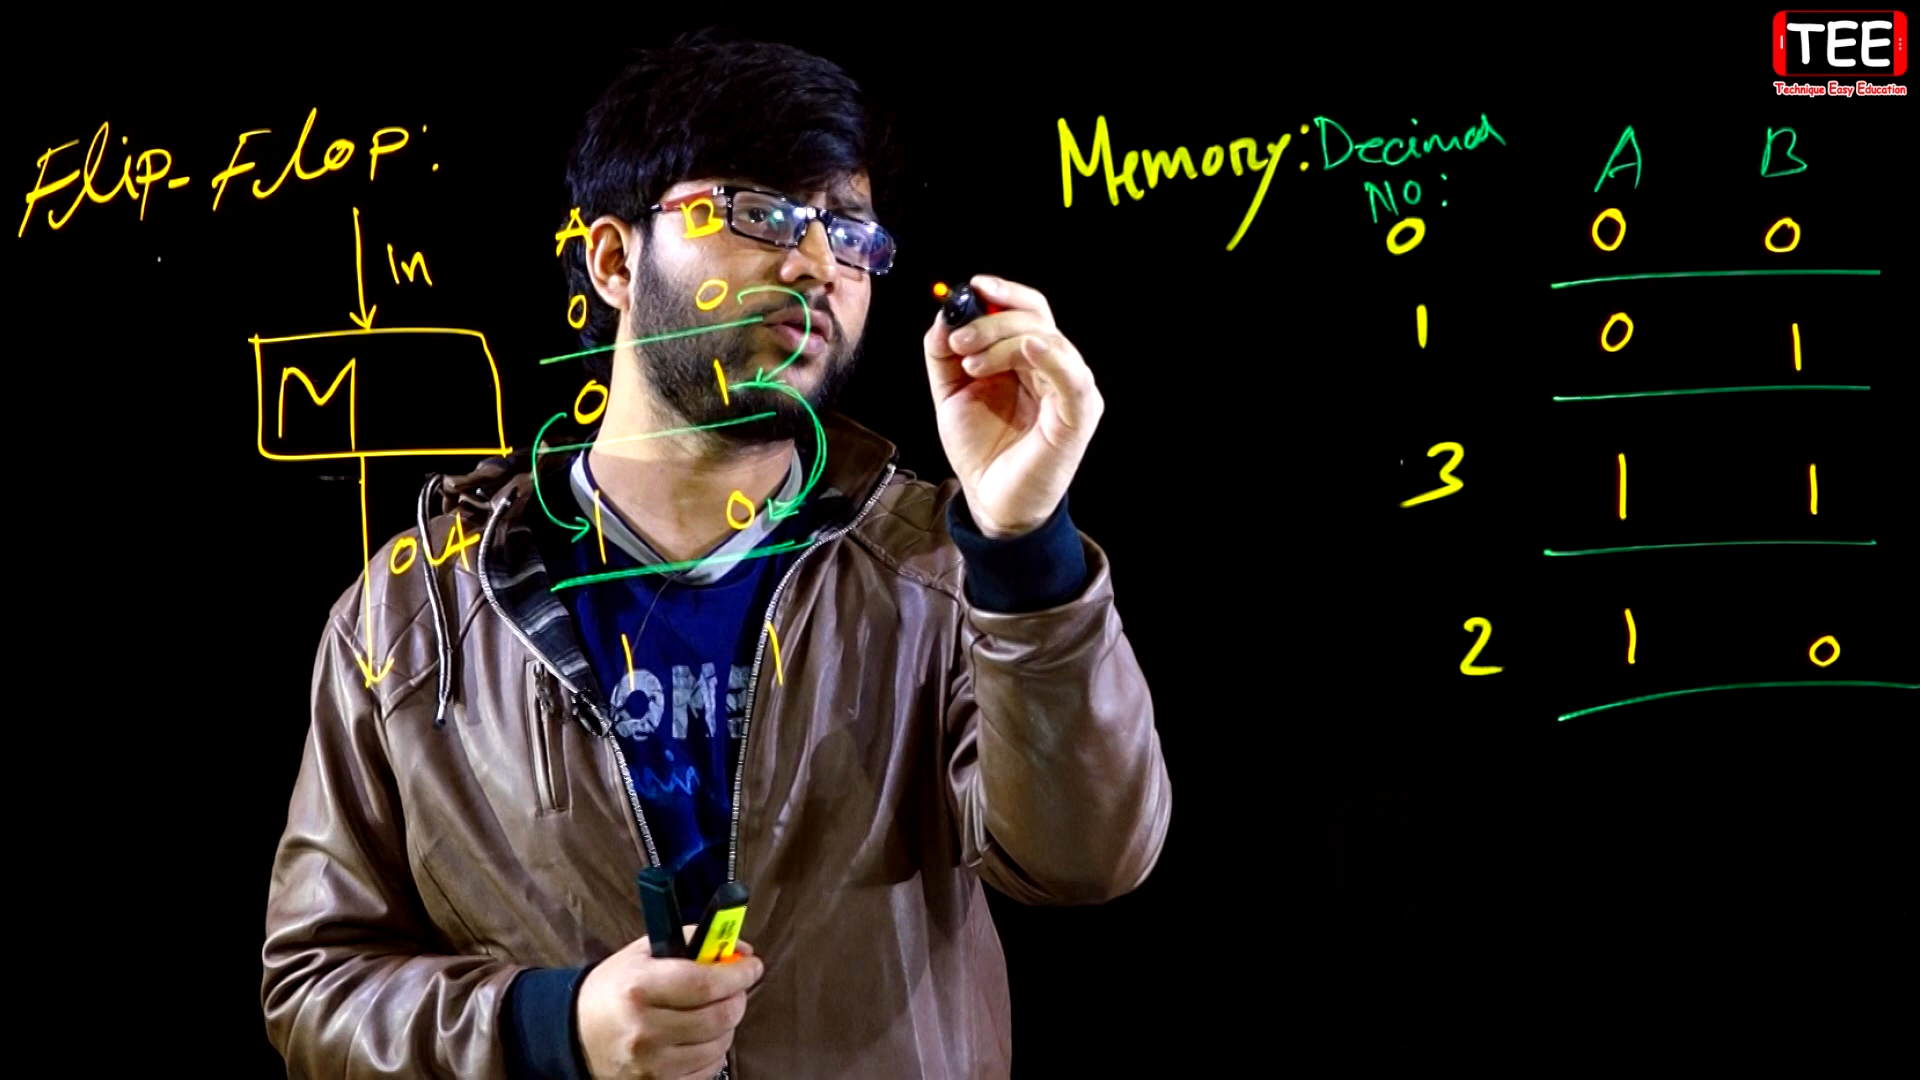 TEE
Technique Easy Education
Flip-Flop:
In
M
Out
A B
0 0
0 1
1 0
1 1
Memory:
Decimal No: A B
0 0 0
1 0 1
3 1 1
2 1 0